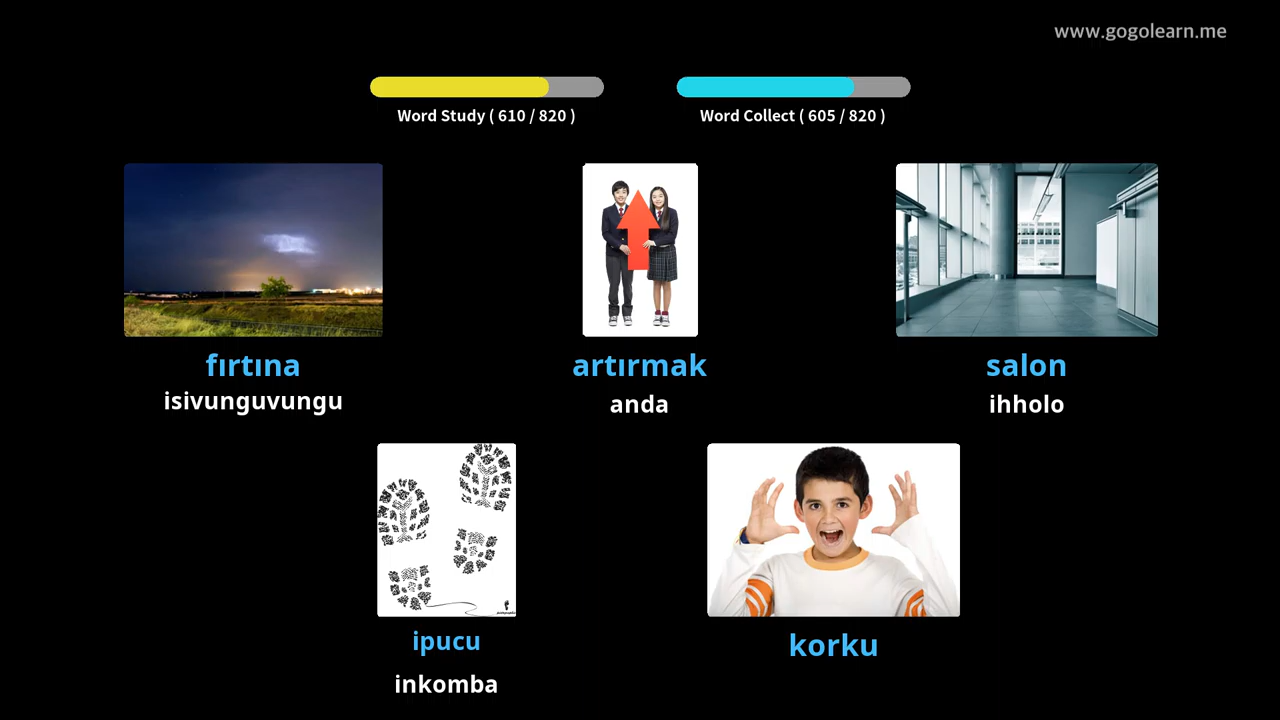 www.gogolearn.me
Word Study ( 610 / 820 )
Word Collect ( 605 / 820 )
fırtına
isivunguvungu
artırmak
anda
salon
ihholo
ipucu
inkomba
korku